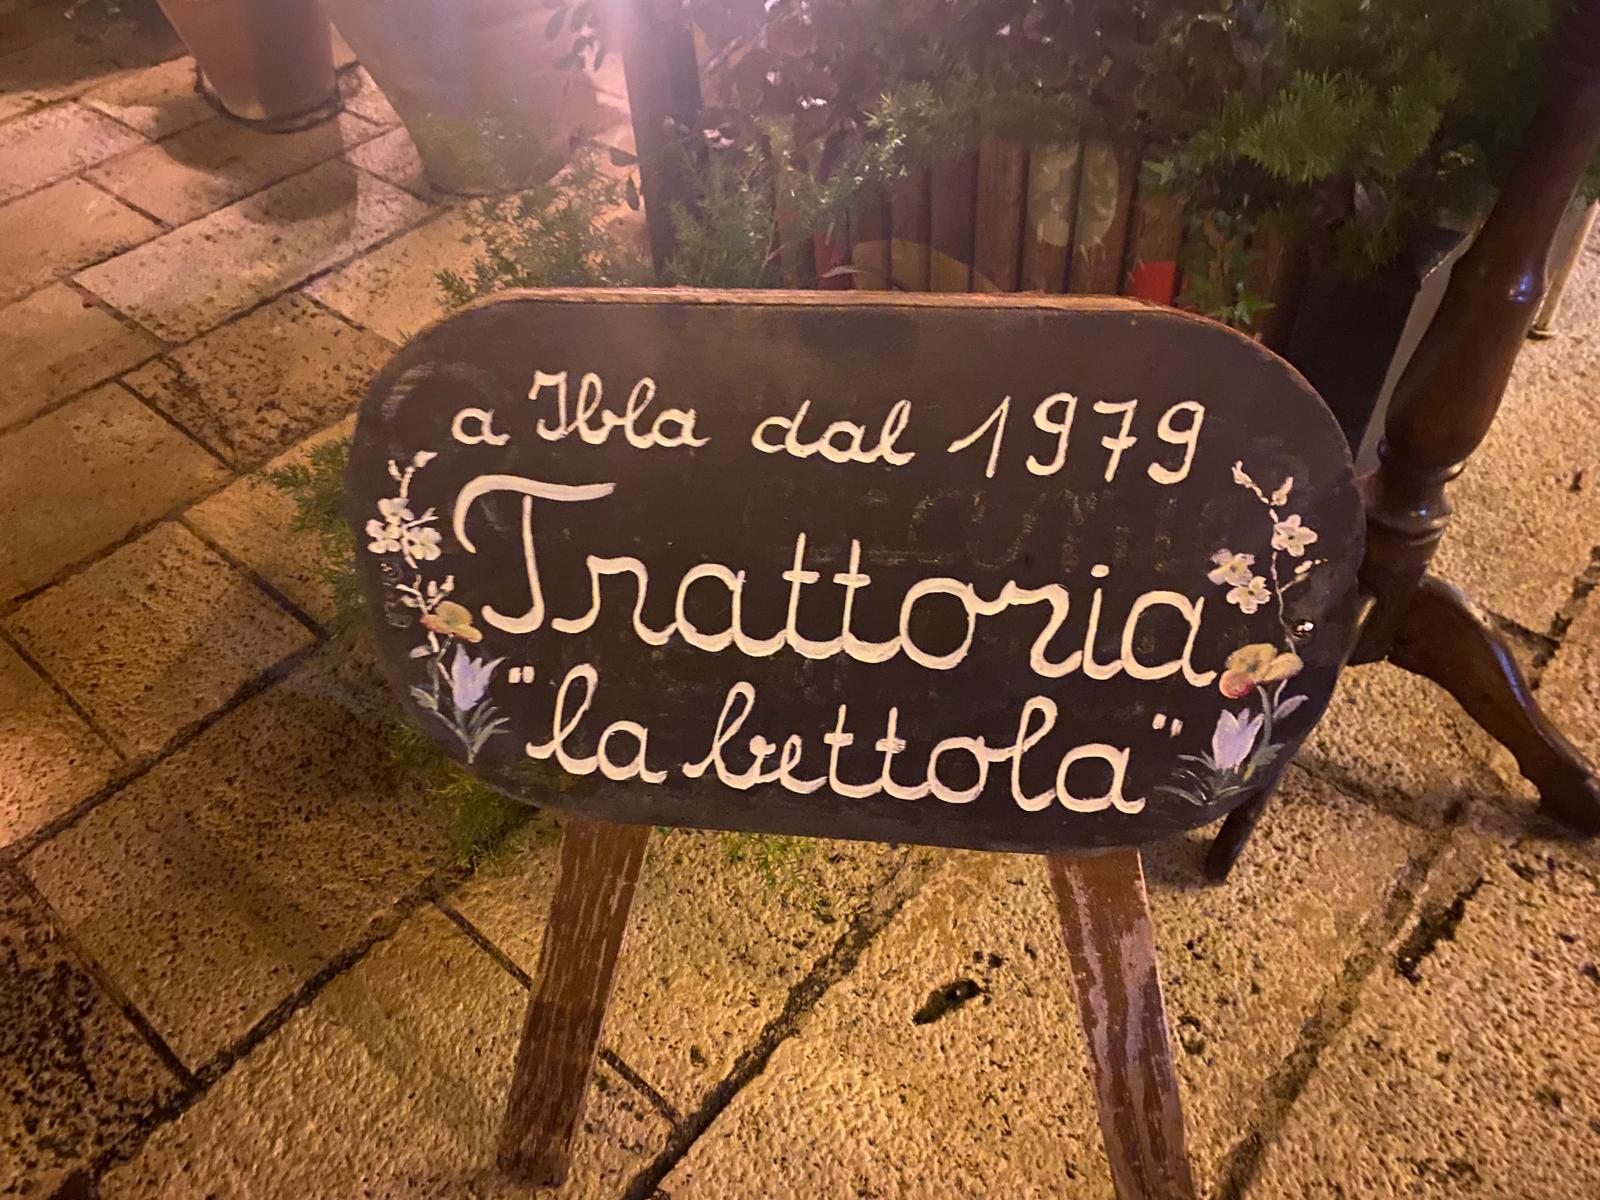 a Ibla dal 1979
Trattoria
"la bettola"